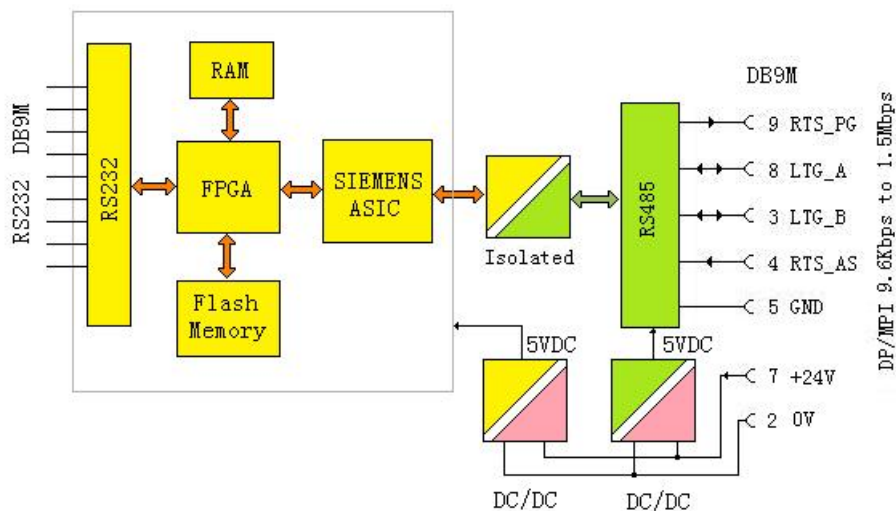 RS232 DB9M
RS232
RAM
FPGA
Flash
Memory
SIEMENS
ASIC
Isolated
RS485
DB9M
9 RTS_PG
8 LTG_A
3 LTG_B
4 RTS_AS
5 GND
7 +24V
2 0V
DP/MPI 9.6Kbps to 1.5Mbps
5VDC
5VDC
DC/DC
DC/DC